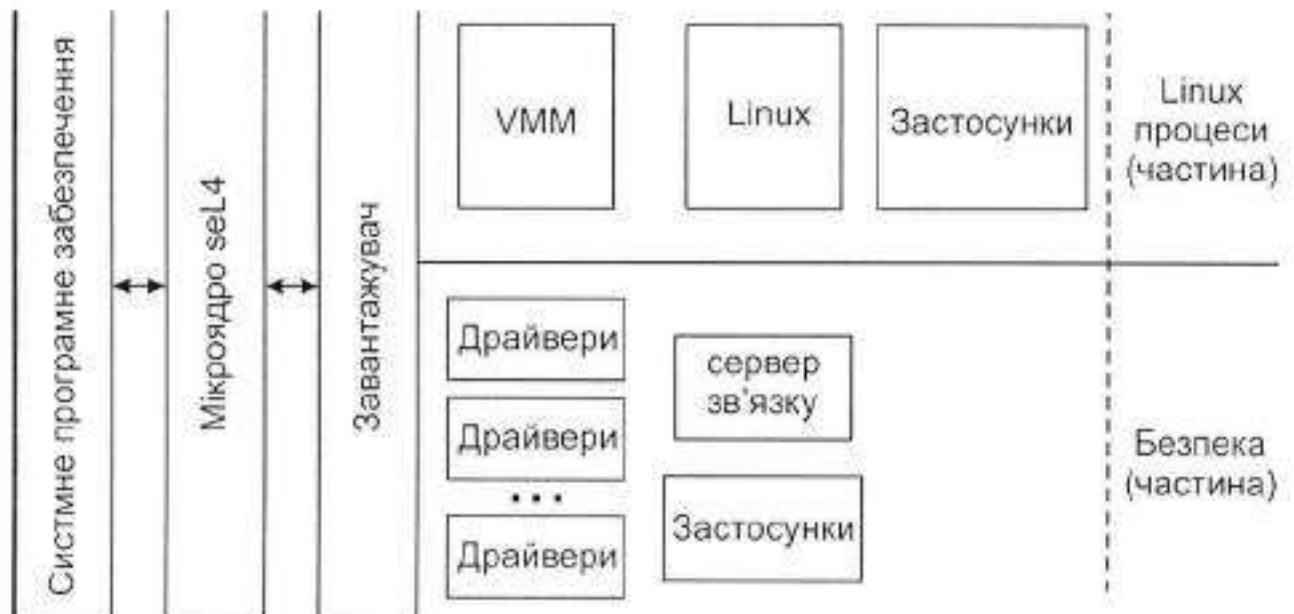 Систмне програмне забезпечення
Мікроядро seL4
Завантажувач
VMM
Linux
Застосунки
Linux
процеси
(частина)
Драйвери
Драйвери
...
Драйвери
сервер
зв'язку
Застосунки
Безпека
(частина)